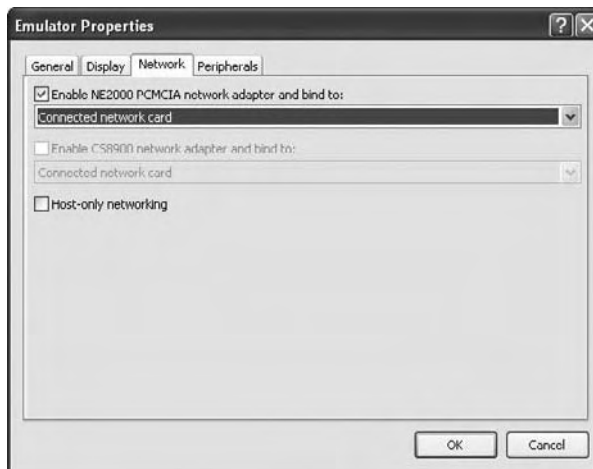 Emulator Properties
General Display Network Peripherals
Enable NE2000 PCMCIA network adapter and bind to:
Connected network card
Enable CS8900 network adapter and bind to:
Connected network card
Host-only networking
OK Cancel